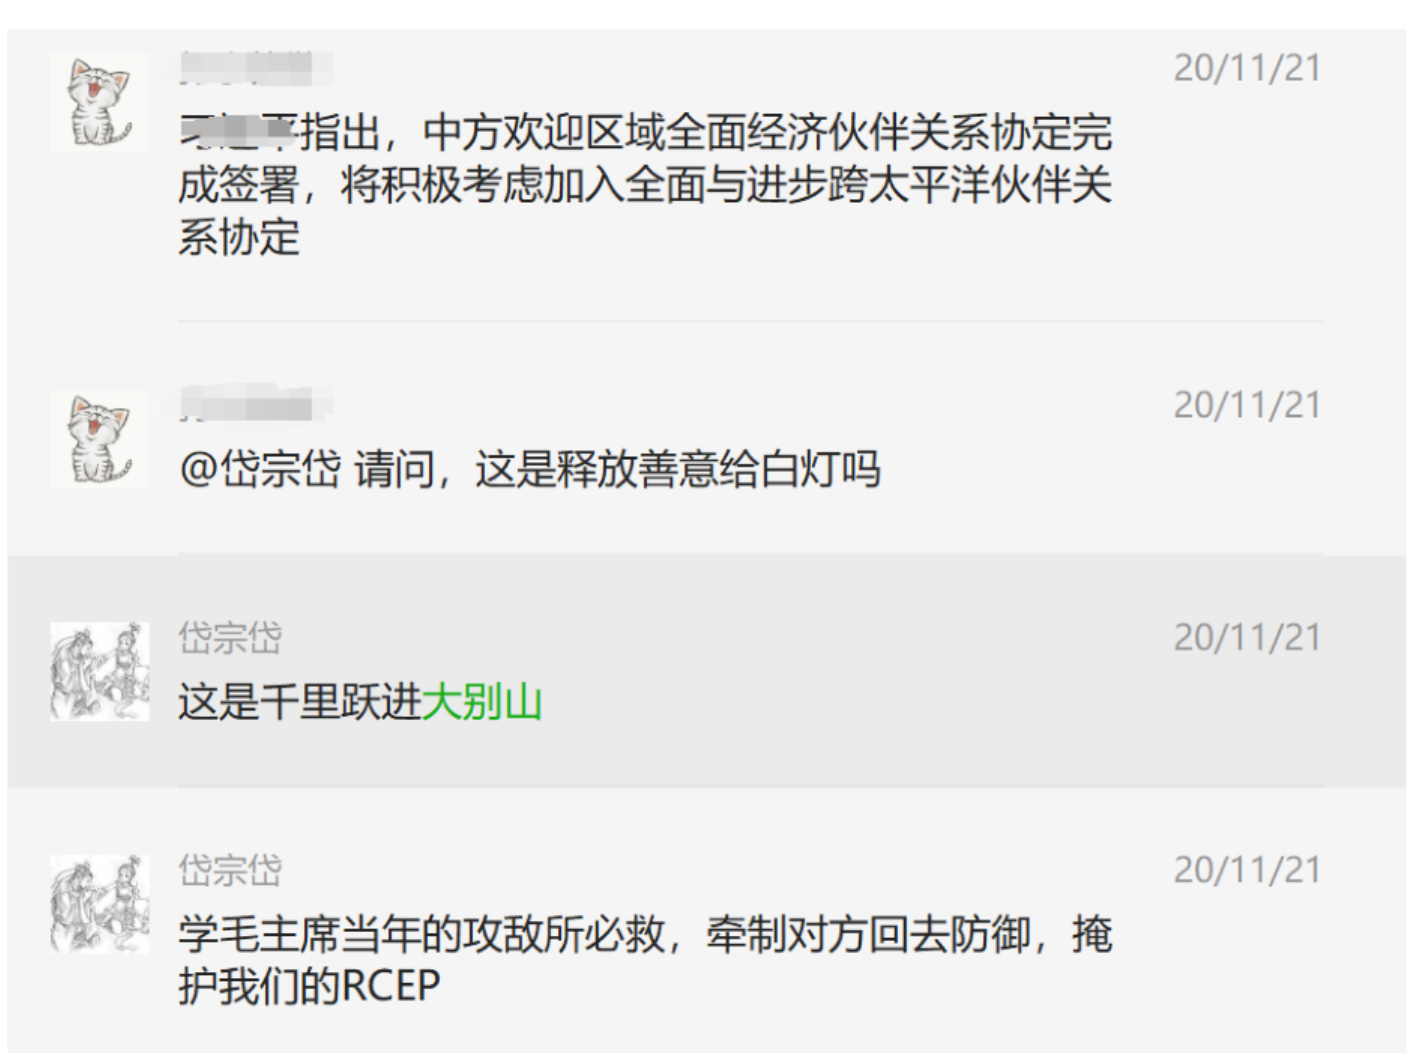 20/11/21
指出，中方欢迎区域全面经济伙伴关系协定完
成签署，将积极考虑加入全面与进步跨太平洋伙伴关
系协定
20/11/21
@岱宗岱 请问，这是释放善意给白灯吗
岱宗岱
20/11/21
这是千里跃进大别山
岱宗岱
20/11/21
学毛主席当年的攻敌所必救，牵制对方回去防御，掩
护我们的RCEP